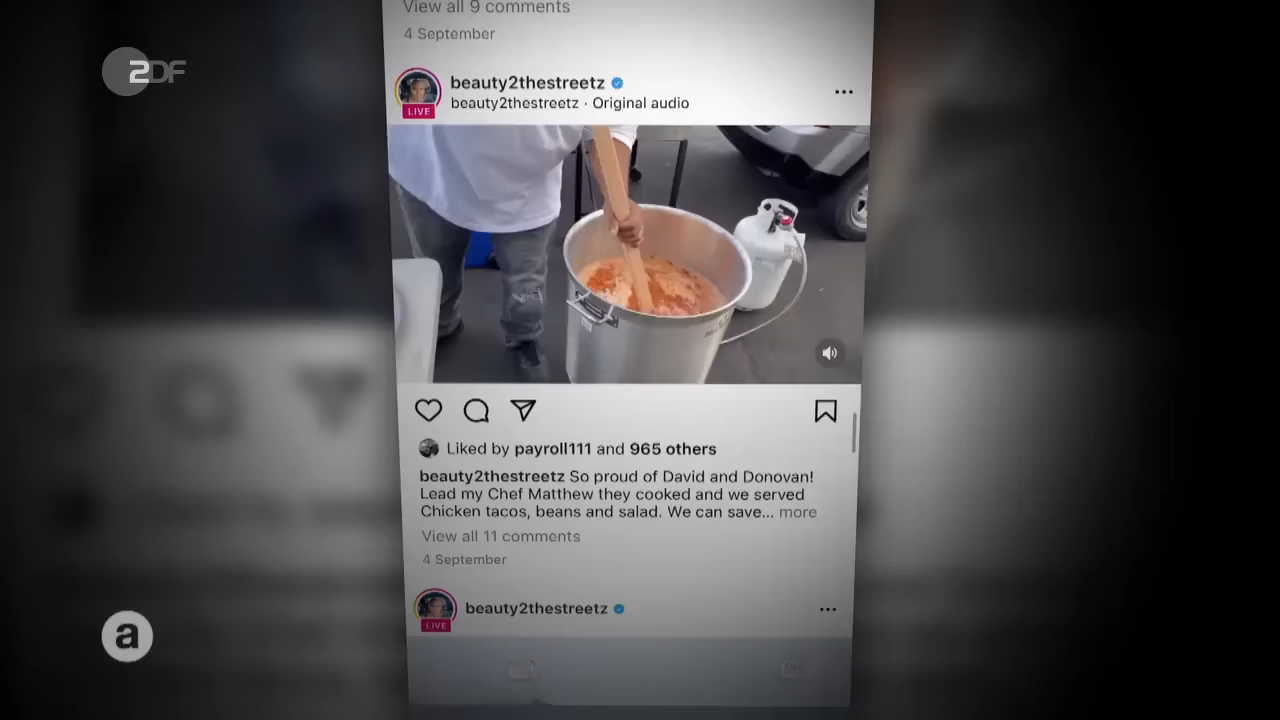 View all 9 comments
4 September
2DF
beauty2thestreetz
beauty2thestreetz · Original audio
LIVE
Liked by payroll111 and 965 others
beauty2thestreetz So proud of David and Donovan!
Lead my Chef Matthew they cooked and we served
Chicken tacos, beans and salad. We can save... more
View all 11 comments
4 September
beauty2thestreetz
LIVE
a